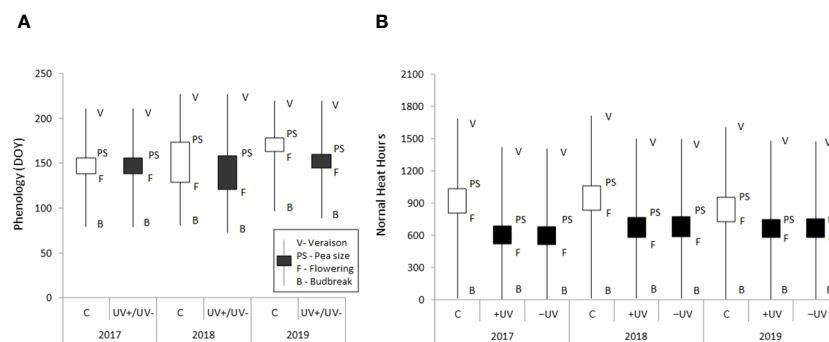 A
B
250
200
150
100
50
0
Phenology (DOY)
V PS F B
V PS F B
V PS F B
V PS F B
V PS F B
V PS F B
V- Veraison
PS - Pea size
F - Flowering
B - Budbreak
C UV+/UV- C UV+/UV- C UV+/UV-
2017 2018 2019
2100
1800
1500
1200
900
600
300
0
Normal Heat Hours
V PS F B
V PS F B
V PS F B
V PS F B
V PS F B
V PS F B
V PS F B
V PS F B
V F B
C +UV −UV C +UV −UV C +UV −UV
2017 2018 2019